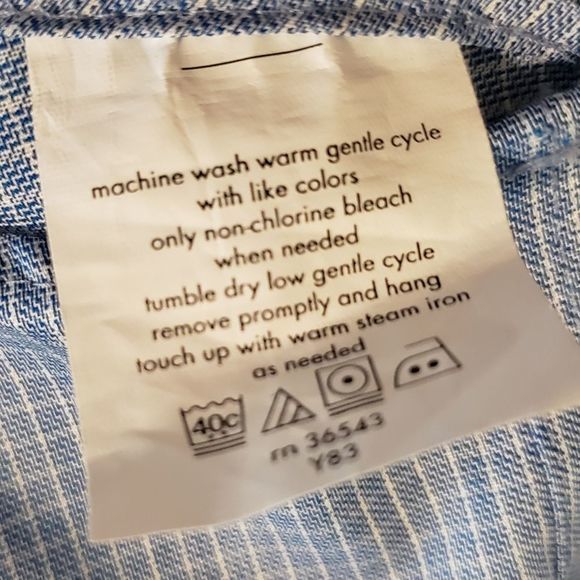 machine wash warm gentle cycle
with like colors
only non-chlorine bleach
when needed
tumble dry low gentle cycle
remove promptly and hang
touch up with warm steam iron
as needed
40c
rn 36543
Y83